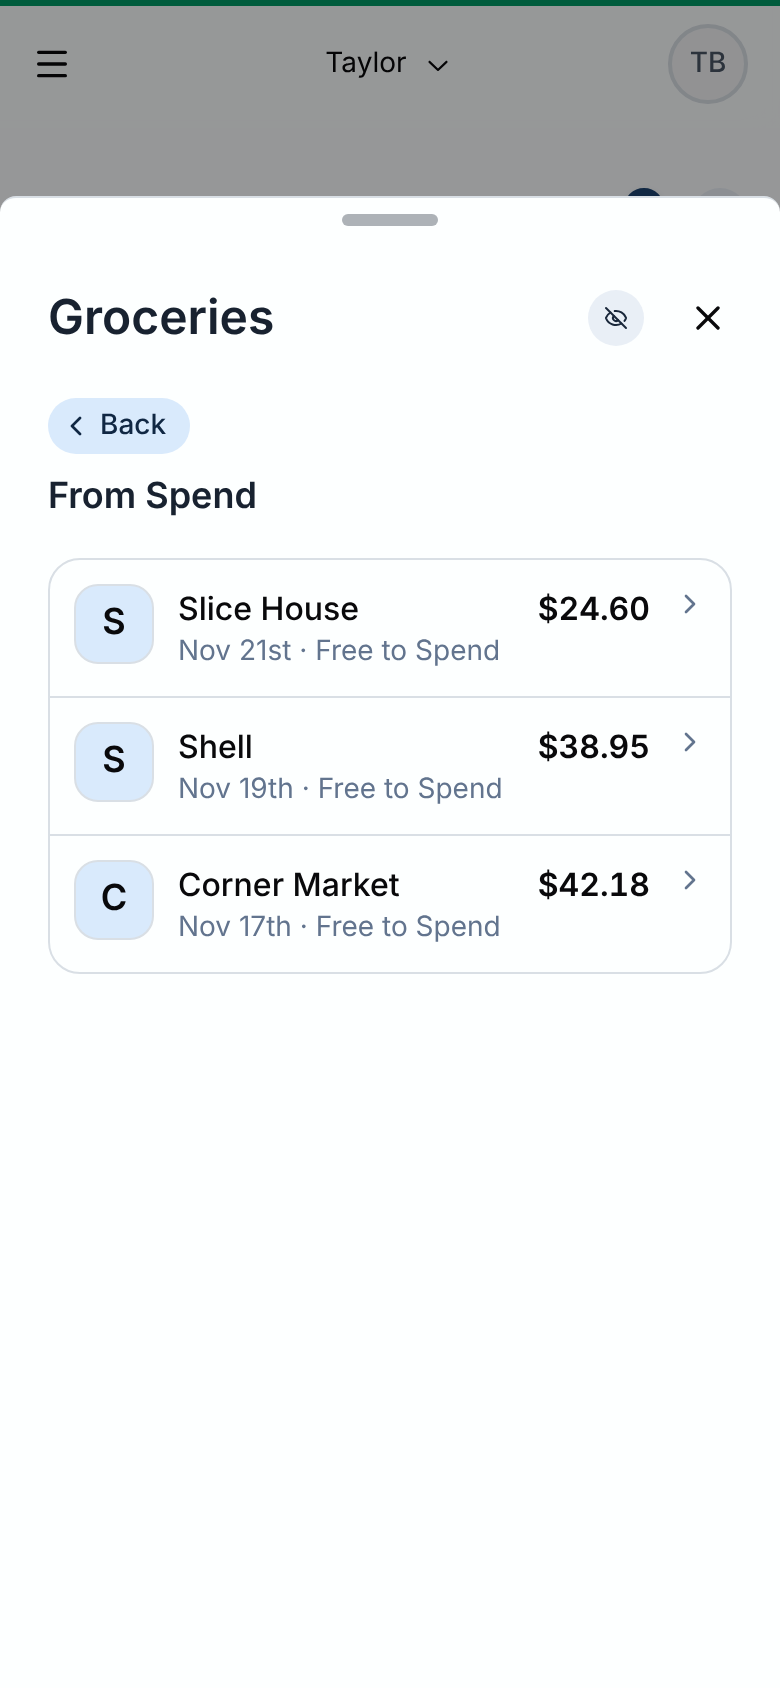 Taylor
TB
Groceries
Back
From Spend
S
Slice House
$24.60
Nov 21st · Free to Spend
S
Shell
$38.95
Nov 19th · Free to Spend
C
Corner Market
$42.18
Nov 17th · Free to Spend